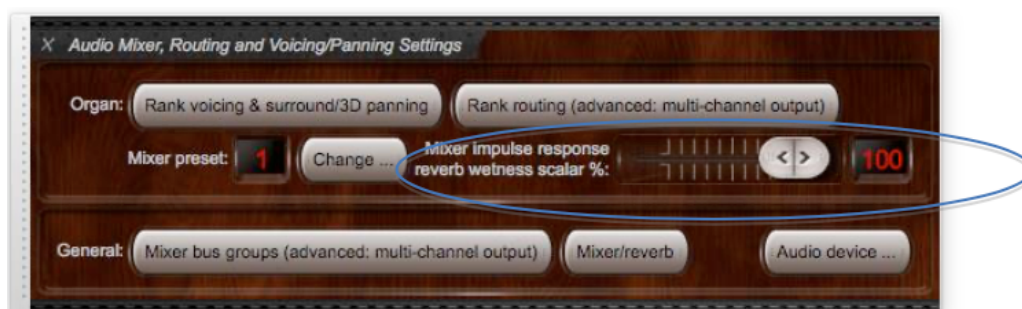 X Audio Mixer, Routing and Voicing/Panning Settings
Organ: Rank voicing & surround/3D panning Rank routing (advanced: multi-channel output)
Mixer preset: 1 Change ... Mixer impulse response
reverb wetness scalar %: < > 100
General: Mixer bus groups (advanced: multi-channel output) Mixer/reverb Audio device ...